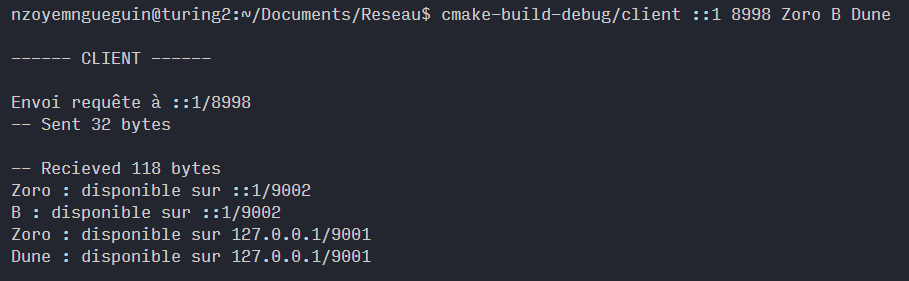 nzoyemngueguin@turing2:~/Documents/Reseau$ cmake-build-debug/client ::1 8998 Zoro B Dune
------ CLIENT ------
Envoi requête à ::1/8998
-- Sent 32 bytes
-- Recieved 118 bytes
Zoro : disponible sur ::1/9002
B : disponible sur ::1/9002
Zoro : disponible sur 127.0.0.1/9001
Dune : disponible sur 127.0.0.1/9001